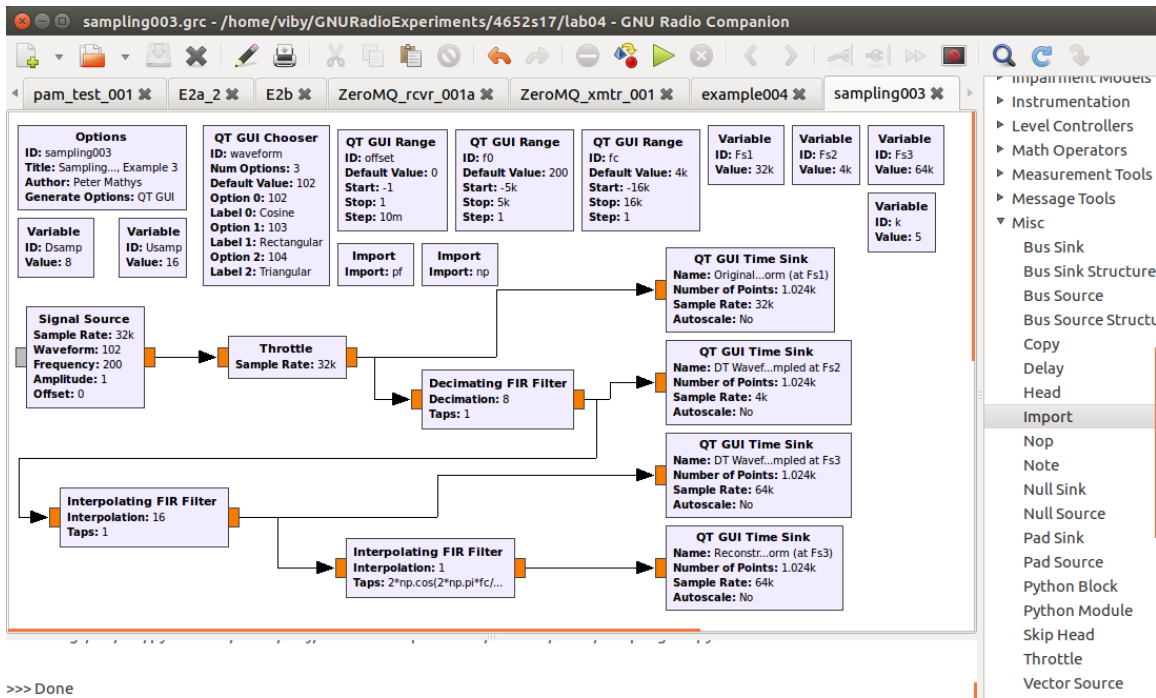 sampling003.grc - /home/viby/GNURadioExperiments/4652s17/lab04 - GNU Radio Companion
pam_test_001
E2a_2
E2b
ZeroMQ_rcvr_001a
ZeroMQ_xmtr_001
example004
sampling003
Options
ID: sampling003
Title: Sampling..., Example 3
Author: Peter Mathys
Generate Options: QT GUI
QT GUI Chooser
ID: waveform
Num Options: 3
Default Value: 102
Option 0: 102
Label 0: Cosine
Option 1: 103
Label 1: Rectangular
Option 2: 104
Label 2: Triangular
QT GUI Range
ID: offset
Default Value: 0
Start: -1
Stop: 1
Step: 10m
QT GUI Range
ID: f0
Default Value: 200
Start: -5k
Stop: 5k
Step: 1
QT GUI Range
ID: fc
Default Value: 4k
Start: -16k
Stop: 16k
Step: 1
Variable
ID: Fs1
Value: 32k
Variable
ID: Fs2
Value: 4k
Variable
ID: Fs3
Value: 64k
Variable
ID: k
Value: 5
Variable
ID: Dsamp
Value: 8
Variable
ID: Usamp
Value: 16
Import
Import: pf
Import
Import: np
QT GUI Time Sink
Name: Original...orm (at Fs1)
Number of Points: 1.024k
Sample Rate: 32k
Autoscale: No
Signal Source
Sample Rate: 32k
Waveform: 102
Frequency: 200
Amplitude: 1
Offset: 0
Throttle
Sample Rate: 32k
Decimating FIR Filter
Decimation: 8
Taps: 1
QT GUI Time Sink
Name: DT Wavef...mpled at Fs2
Number of Points: 1.024k
Sample Rate: 4k
Autoscale: No
QT GUI Time Sink
Name: DT Wavef...mpled at Fs3
Number of Points: 1.024k
Sample Rate: 64k
Autoscale: No
Interpolating FIR Filter
Interpolation: 16
Taps: 1
Interpolating FIR Filter
Interpolation: 1
Taps: 2*np.cos(2*np.pi*fc/...
QT GUI Time Sink
Name: Reconstr...orm (at Fs3)
Number of Points: 1.024k
Sample Rate: 64k
Autoscale: No
>>> Done
Impairment Models
Instrumentation
Level Controllers
Math Operators
Measurement Tools
Message Tools
Misc
Bus Sink
Bus Sink Structure
Bus Source
Bus Source Structu
Copy
Delay
Head
Import
Nop
Note
Null Sink
Null Source
Pad Sink
Pad Source
Python Block
Python Module
Skip Head
Throttle
Vector Source